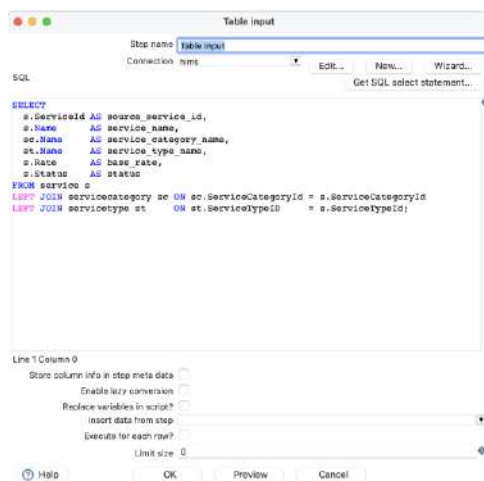 Table input
Step name Table input
Connection hims Edit... New... Wizard...
SQL Get SQL select statement...
SELECT
s.ServiceId AS source_service_id,
s.Name AS service_name,
sc.Name AS service_category_name,
st.Name AS service_type_name,
s.Rate AS base_rate,
s.Status AS status
FROM service s
LEFT JOIN servicecategory sc ON sc.ServiceCategoryId = s.ServiceCategoryId
LEFT JOIN servicetype st ON st.ServiceTypeID = s.ServiceTypeId;
Line 1 Column 0
Store column info in step meta data
Enable lazy conversion
Replace variables in script?
Insert data from step
Execute for each row?
Limit size 0
Help OK Preview Cancel